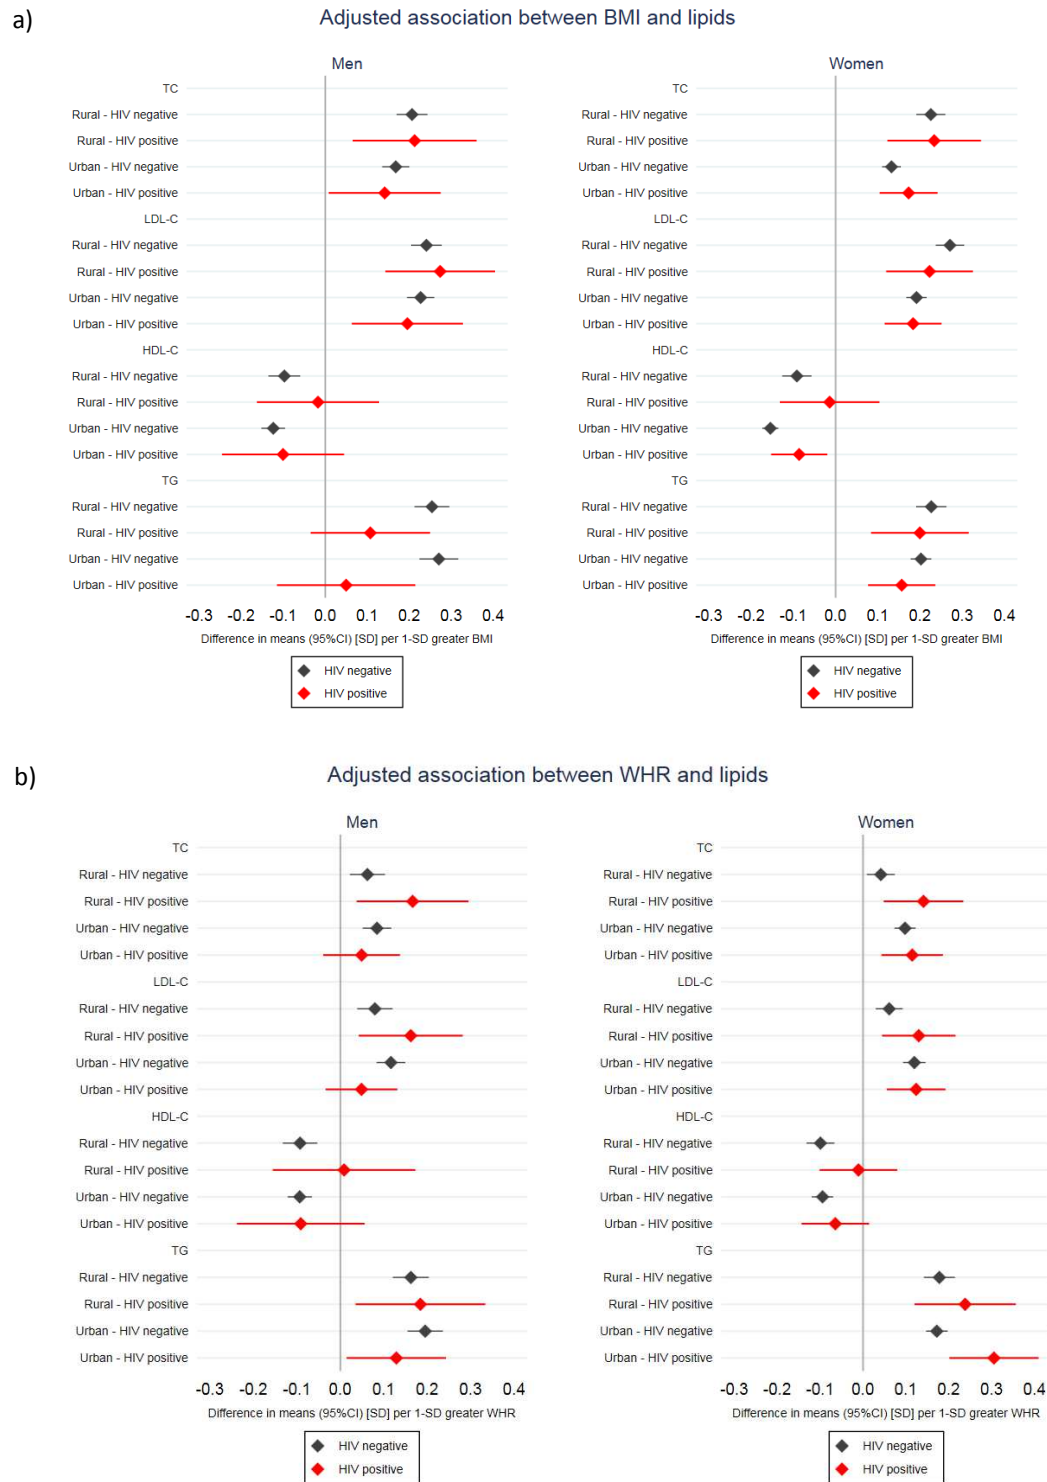 a)
Adjusted association between BMI and lipids
Men
TC
Rural - HIV negative
Rural - HIV positive
Urban - HIV negative
Urban - HIV positive
LDL-C
Rural - HIV negative
Rural - HIV positive
Urban - HIV negative
Urban - HIV positive
HDL-C
Rural - HIV negative
Rural - HIV positive
Urban - HIV negative
Urban - HIV positive
TG
Rural - HIV negative
Rural - HIV positive
Urban - HIV negative
Urban - HIV positive
-0.3 -0.2 -0.1 0.0 0.1 0.2 0.3 0.4
Difference in means (95%CI) [SD] per 1-SD greater BMI
HIV negative
HIV positive
Women
TC
Rural - HIV negative
Rural - HIV positive
Urban - HIV negative
Urban - HIV positive
LDL-C
Rural - HIV negative
Rural - HIV positive
Urban - HIV negative
Urban - HIV positive
HDL-C
Rural - HIV negative
Rural - HIV positive
Urban - HIV negative
Urban - HIV positive
TG
Rural - HIV negative
Rural - HIV positive
Urban - HIV negative
Urban - HIV positive
-0.3 -0.2 -0.1 0.0 0.1 0.2 0.3 0.4
Difference in means (95%CI) [SD] per 1-SD greater BMI
HIV negative
HIV positive
b)
Adjusted association between WHR and lipids
Men
TC
Rural - HIV negative
Rural - HIV positive
Urban - HIV negative
Urban - HIV positive
LDL-C
Rural - HIV negative
Rural - HIV positive
Urban - HIV negative
Urban - HIV positive
HDL-C
Rural - HIV negative
Rural - HIV positive
Urban - HIV negative
Urban - HIV positive
TG
Rural - HIV negative
Rural - HIV positive
Urban - HIV negative
Urban - HIV positive
-0.3 -0.2 -0.1 0.0 0.1 0.2 0.3 0.4
Difference in means (95%CI) [SD] per 1-SD greater WHR
HIV negative
HIV positive
Women
TC
Rural - HIV negative
Rural - HIV positive
Urban - HIV negative
Urban - HIV positive
LDL-C
Rural - HIV negative
Rural - HIV positive
Urban - HIV negative
Urban - HIV positive
HDL-C
Rural - HIV negative
Rural - HIV positive
Urban - HIV negative
Urban - HIV positive
TG
Rural - HIV negative
Rural - HIV positive
Urban - HIV negative
Urban - HIV positive
-0.3 -0.2 -0.1 0.0 0.1 0.2 0.3 0.4
Difference in means (95%CI) [SD] per 1-SD greater WHR
HIV negative
HIV positive